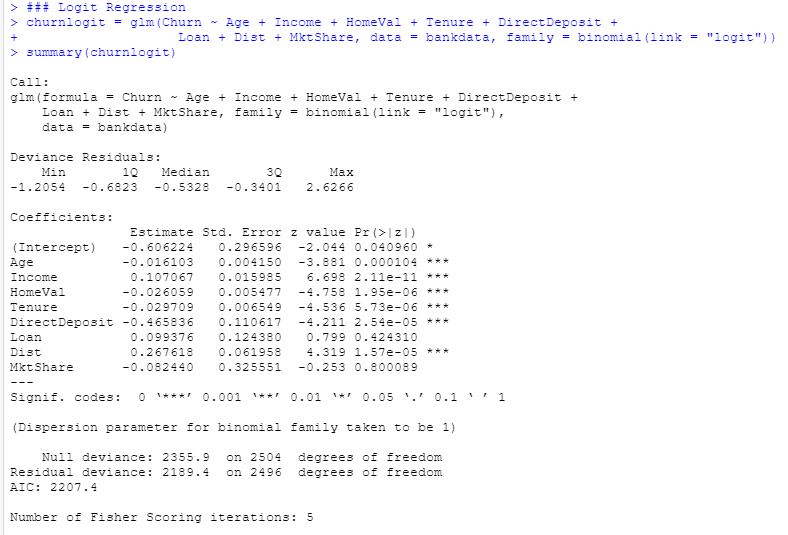 > ### Logit Regression
> churnlogit = glm(Churn ~ Age + Income + HomeVal + Tenure + DirectDeposit +
+                    Loan + Dist + MktShare, data = bankdata, family = binomial(link = "logit"))
> summary(churnlogit)

Call:
glm(formula = Churn ~ Age + Income + HomeVal + Tenure + DirectDeposit +
    Loan + Dist + MktShare, family = binomial(link = "logit"),
    data = bankdata)

Deviance Residuals:
    Min       1Q   Median       3Q      Max
-1.2054  -0.6823  -0.5328  -0.3401   2.6266

Coefficients:
               Estimate Std. Error z value Pr(>|z|)
(Intercept)   -0.606224   0.296596  -2.044 0.040960 *
Age           -0.016103   0.004150  -3.881 0.000104 ***
Income         0.107067   0.015985   6.698 2.11e-11 ***
HomeVal       -0.026059   0.005477  -4.758 1.95e-06 ***
Tenure        -0.029709   0.006549  -4.536 5.73e-06 ***
DirectDeposit -0.465836   0.110617  -4.211 2.54e-05 ***
Loan           0.099376   0.124380   0.799 0.424310
Dist           0.267618   0.061958   4.319 1.57e-05 ***
MktShare      -0.082440   0.325551  -0.253 0.800089
---
Signif. codes:  0 ‘***’ 0.001 ‘**’ 0.01 ‘*’ 0.05 ‘.’ 0.1 ‘ ’ 1

(Dispersion parameter for binomial family taken to be 1)

    Null deviance: 2355.9  on 2504  degrees of freedom
Residual deviance: 2189.4  on 2496  degrees of freedom
AIC: 2207.4

Number of Fisher Scoring iterations: 5